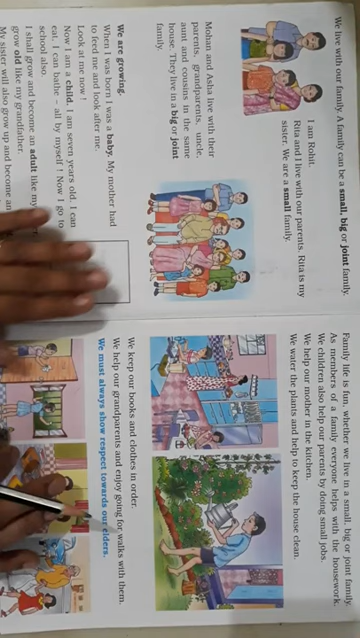 We live with our family. A family can be a small, big or joint family.
I am Rohit.
Rita and I live with our parents. Rita is my
sister. We are a small family.
Mohan and Asha live with their
parents, grandparents, uncle,
aunt and cousins in the same
house. They live in a big or joint
family.
We are growing.
When I was born I was a baby. My mother had
to feed me and look after me.
Look at me now !
Now I am a child. I am seven years old. I can
eat, I can bathe - all by myself ! Now I go to
school also.
I shall grow and become an adult like my
grow old like my grandfather.
My sister will also grow up and become an
Family life is fun, whether we live in a small, big or joint family.
As members of a family everyone helps with the housework.
We children also help our parents by doing small jobs.
We help our mother in the kitchen.
We water the plants and help to keep the house clean.
We keep our books and clothes in order.
We help our grandparents and enjoy going for walks with them.
We must always show respect towards our elders.